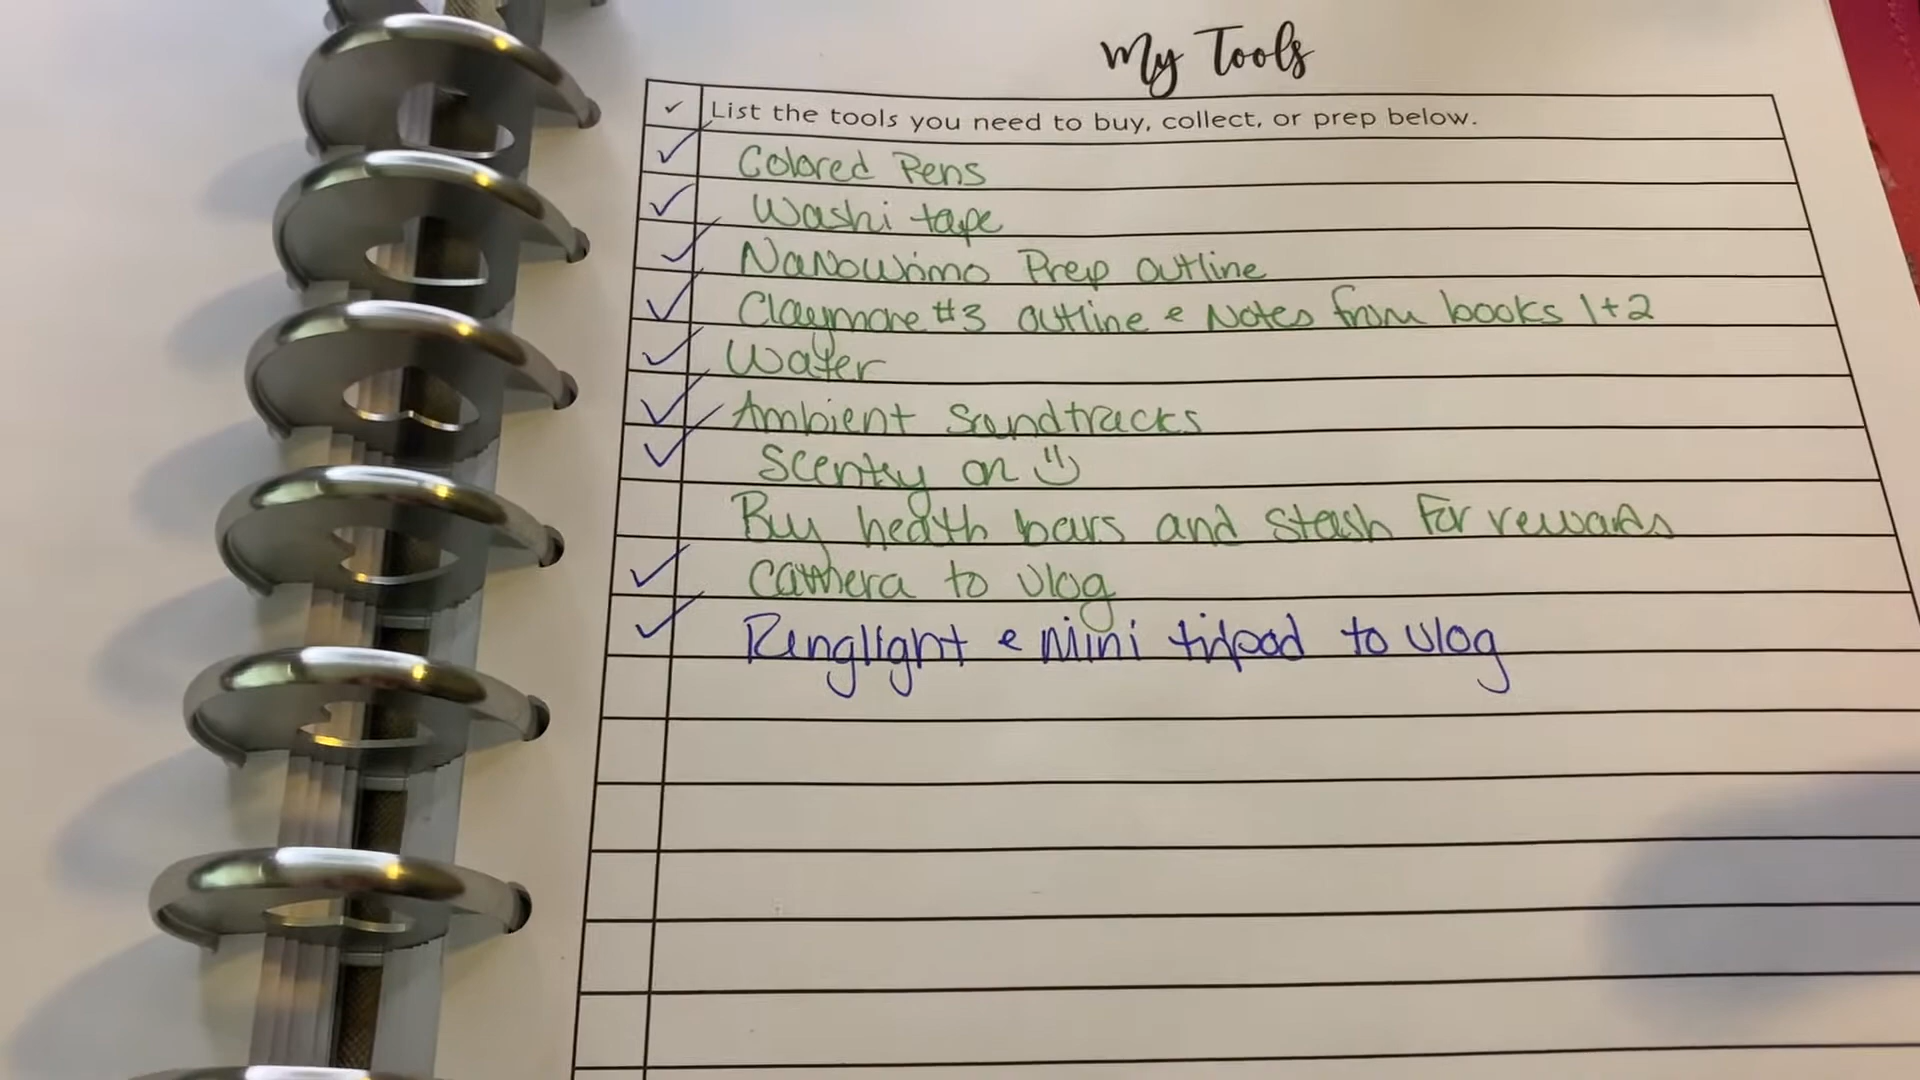 My Tools
✓ List the tools you need to buy, collect, or prep below.
✓ Colored Pens
✓ Washi tape
✓ NaNoWrimo Prep outline
✓ Claymore #3 outline e Notes from books 1+2
✓ Water
✓ Ambient Soundtracks
✓ Scentsy on
Buy heath bars and stash for rewards
✓ Camera to vlog
✓ Ringlight e Mini tripod to vlog